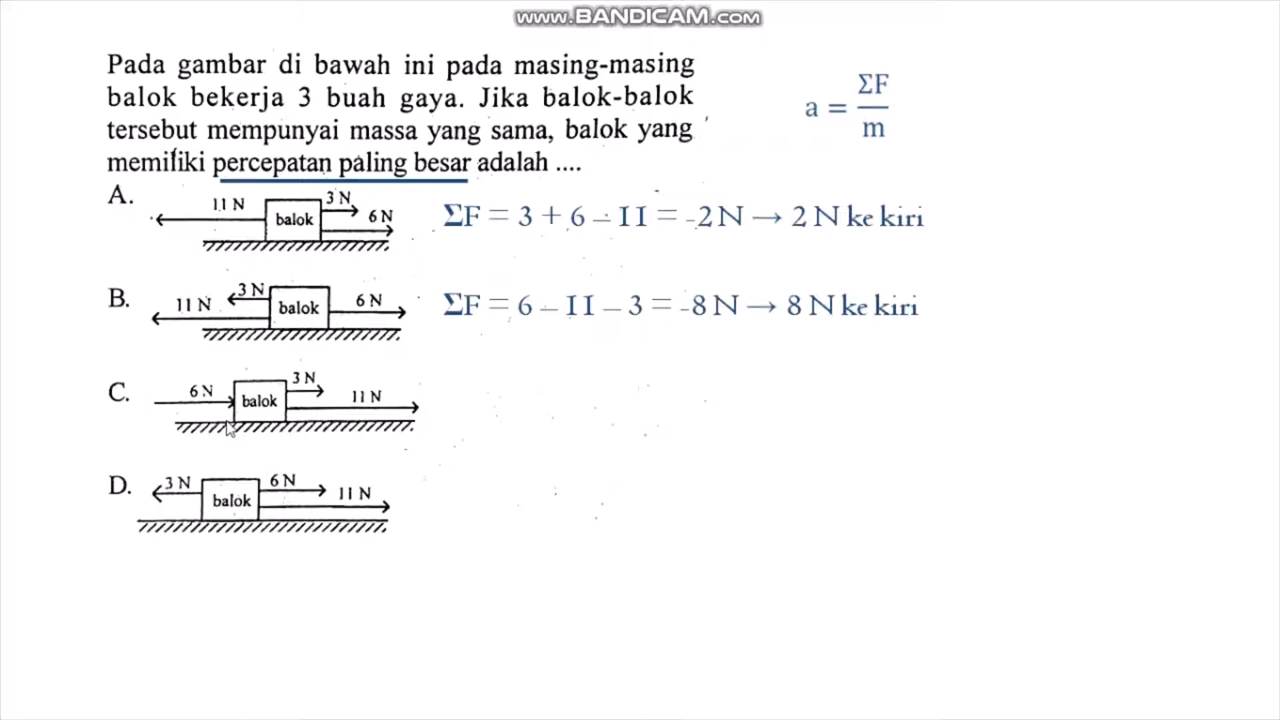 www.BANDICAM.com
Pada gambar di bawah ini pada masing-masing
balok bekerja 3 buah gaya. Jika balok-balok
tersebut mempunyai massa yang sama, balok yang
memiliki percepatan paling besar adalah ....
a = ΣF/m
A.
11 N
balok
3 N
6 N
ΣF = 3 + 6 – 11 = -2 N → 2 N ke kiri
B.
11 N
3 N
balok
6 N
ΣF = 6 – 11 – 3 = -8 N → 8 N ke kiri
C.
6 N
balok
3 N
11 N
D.
3 N
balok
6 N
11 N